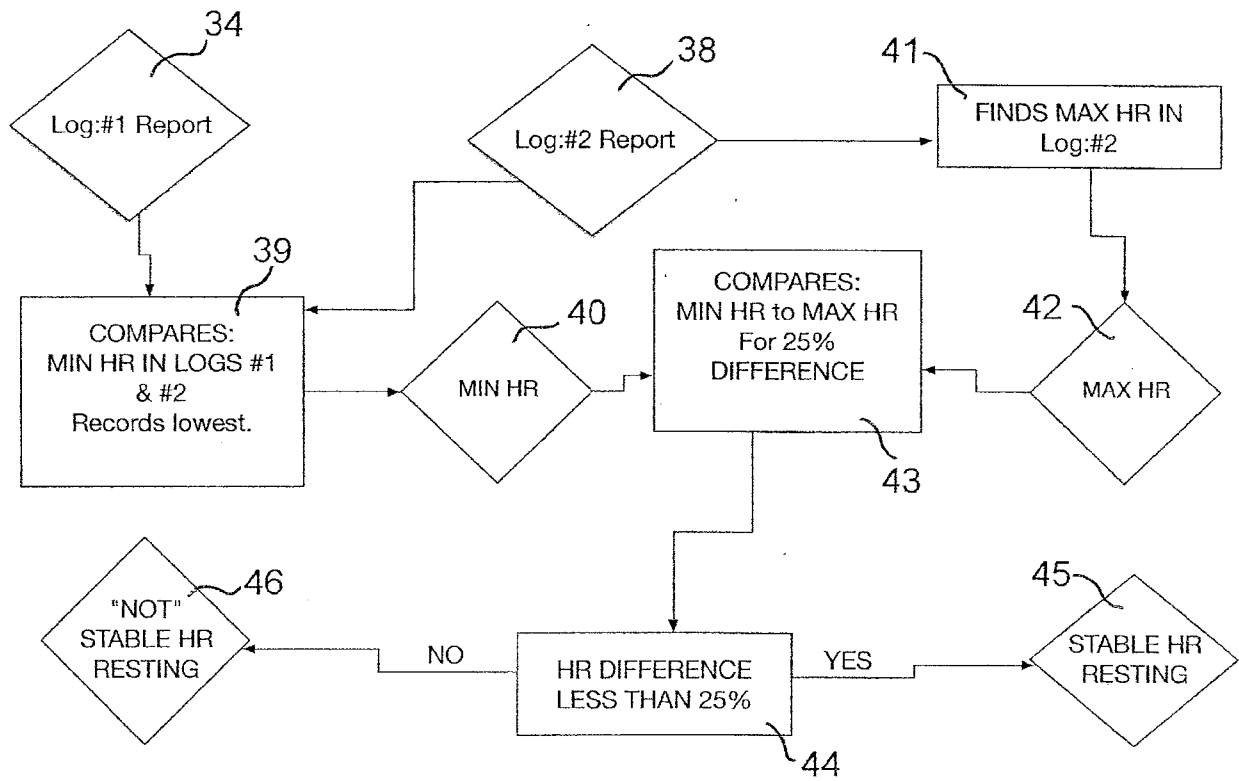 34
Log:#1 Report
38
Log:#2 Report
41
FINDS MAX HR IN
Log:#2
39
COMPARES:
MIN HR IN LOGS #1
& #2
Records lowest.
40
MIN HR
COMPARES:
MIN HR to MAX HR
For 25%
DIFFERENCE
43
42
MAX HR
46
"NOT"
STABLE HR
RESTING
NO
HR DIFFERENCE
LESS THAN 25%
44
YES
45
STABLE HR
RESTING